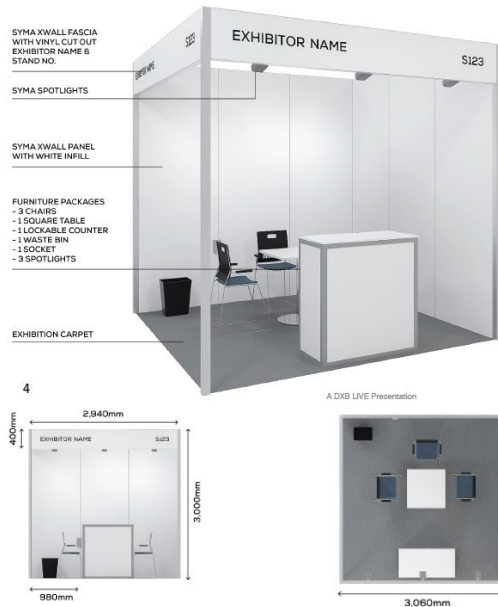 SYMA XWALL FASCIA
WITH VINYL CUT OUT
EXHIBITOR NAME &
STAND NO.
SYMA SPOTLIGHTS
SYMA XWALL PANEL
WITH WHITE INFILL
FURNITURE PACKAGES
- 3 CHAIRS
- 1 SQUARE TABLE
- 1 LOCKABLE COUNTER
- 1 WASTE BIN
- 1 SOCKET
- 3 SPOTLIGHTS
EXHIBITION CARPET
EXHIBITOR NAME
S123
EXHIBITOR NAME
S123
4
A DXB LIVE Presentation
2,940mm
400mm
EXHIBITOR NAME S123
3,000mm
980mm
3,060mm